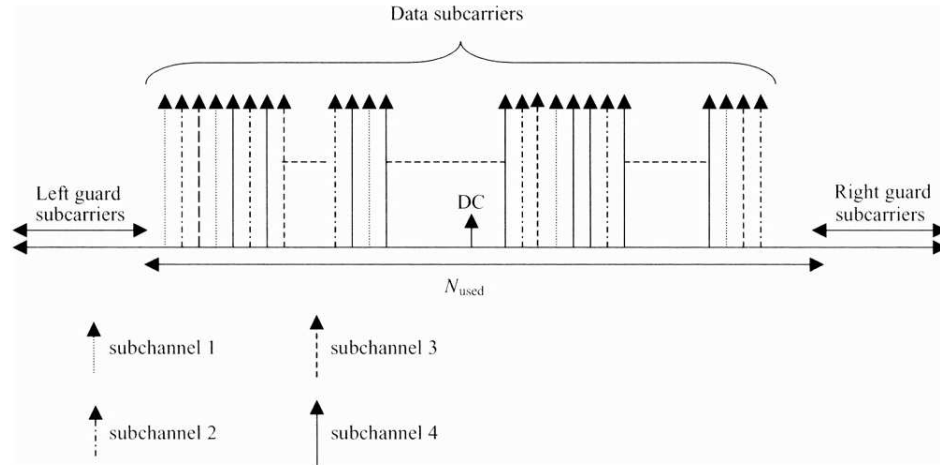 Data subcarriers
Left guard
subcarriers
DC
Right guard
subcarriers
Nused
subchannel 1
subchannel 3
subchannel 2
subchannel 4